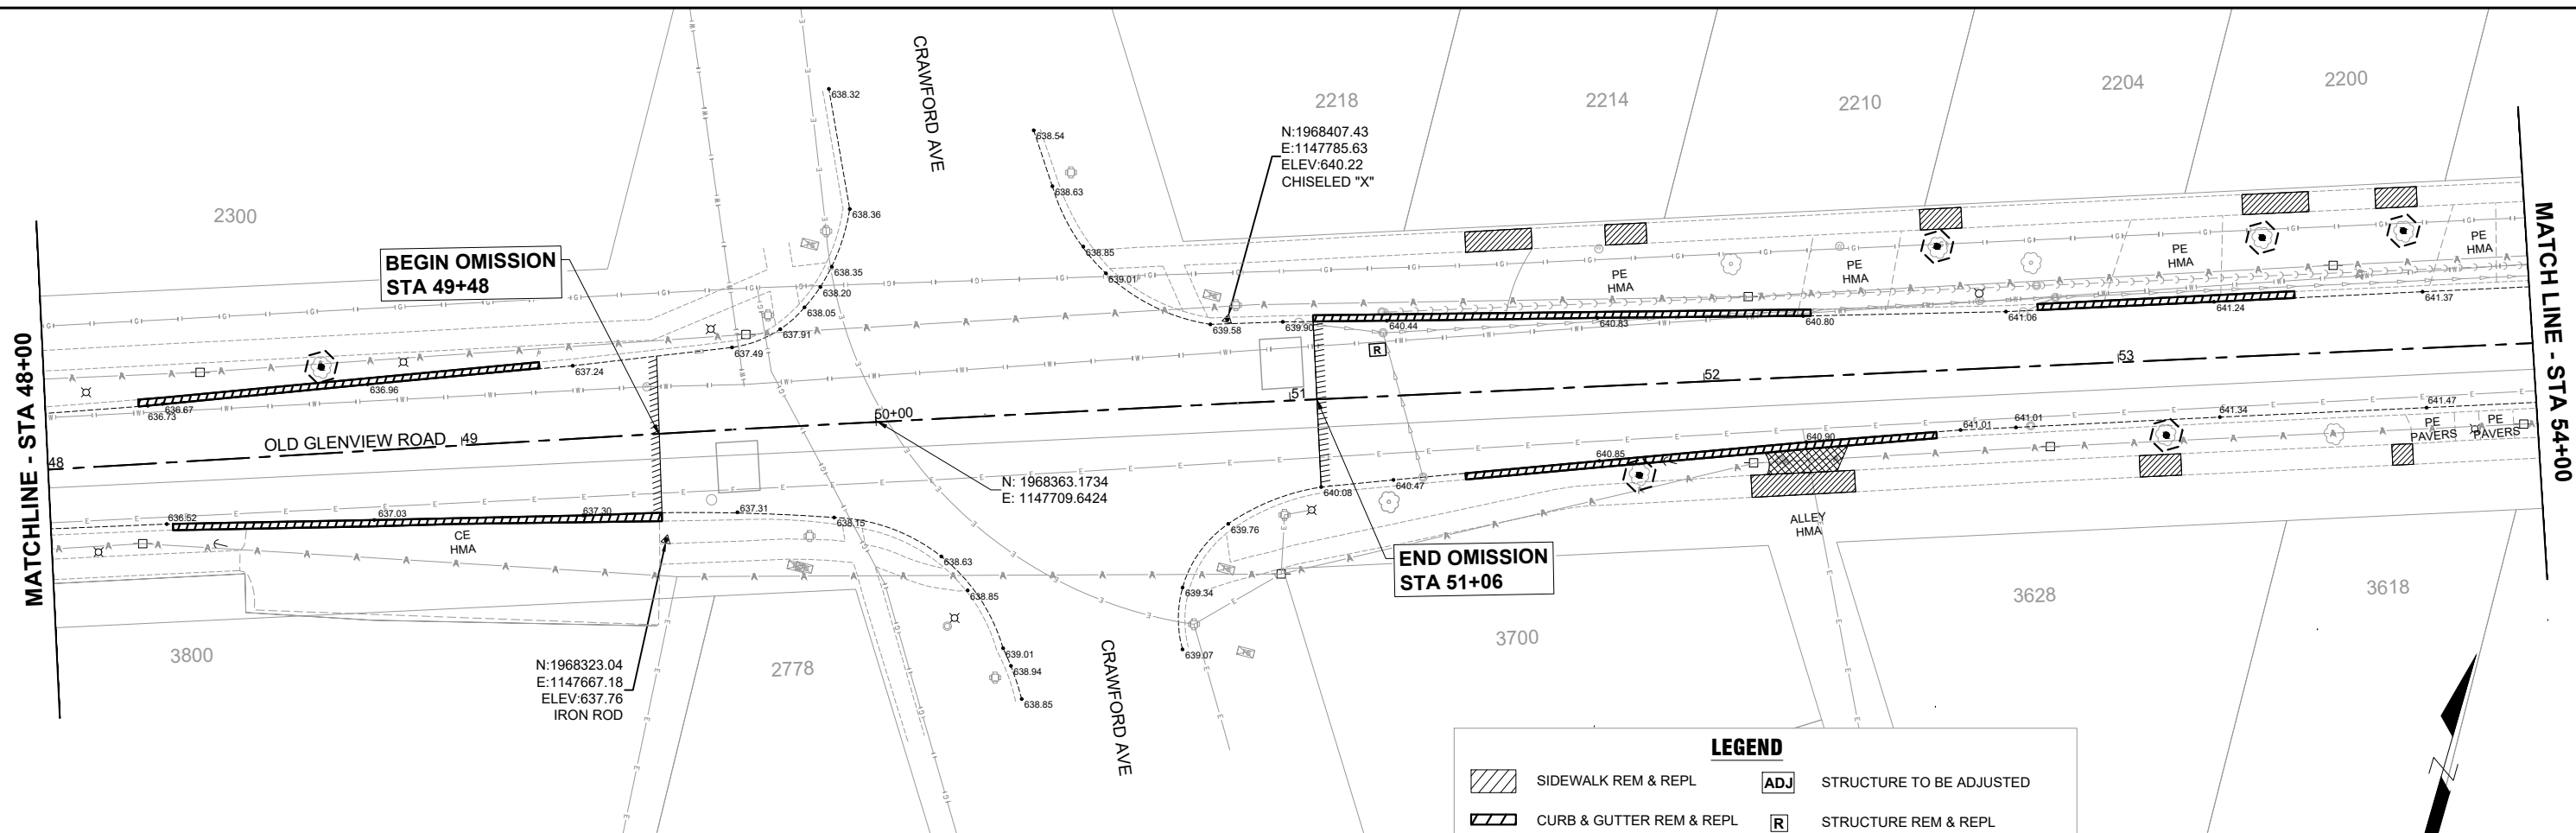 CRAWFORD AVE
638.32
638.54
2218
2214
2210
2204
2200
N:1968407.43
E:1147785.63
ELEV:640.22
CHISELED "X"
638.63
2300
638.36
BEGIN OMISSION
STA 49+48
638.85
638.35
639.01
638.20
638.05
637.91
637.49
639.58
639.90
640.44
640.83
640.80
641.06
641.24
641.37
PE
HMA
PE
HMA
PE
HMA
PE
HMA
MATCHLINE - STA 48+00
MATCH LINE - STA 54+00
637.24
636.96
636.67
636.73
48
OLD GLENVIEW ROAD
49
50+00
51
52
53
N: 1968363.1734
E: 1147709.6424
636.52
637.03
637.30
637.31
638.15
638.63
638.85
639.01
638.94
638.85
CE
HMA
640.08
640.47
640.85
640.90
641.01
641.01
641.34
641.47
PE
PAVERS
PE
PAVERS
639.76
639.34
639.07
ALLEY
HMA
END OMISSION
STA 51+06
3800
2778
3700
3628
3618
N:1968323.04
E:1147667.18
ELEV:637.76
IRON ROD
CRAWFORD AVE
LEGEND
SIDEWALK REM & REPL
ADJ STRUCTURE TO BE ADJUSTED
CURB & GUTTER REM & REPL
R STRUCTURE REM & REPL
R